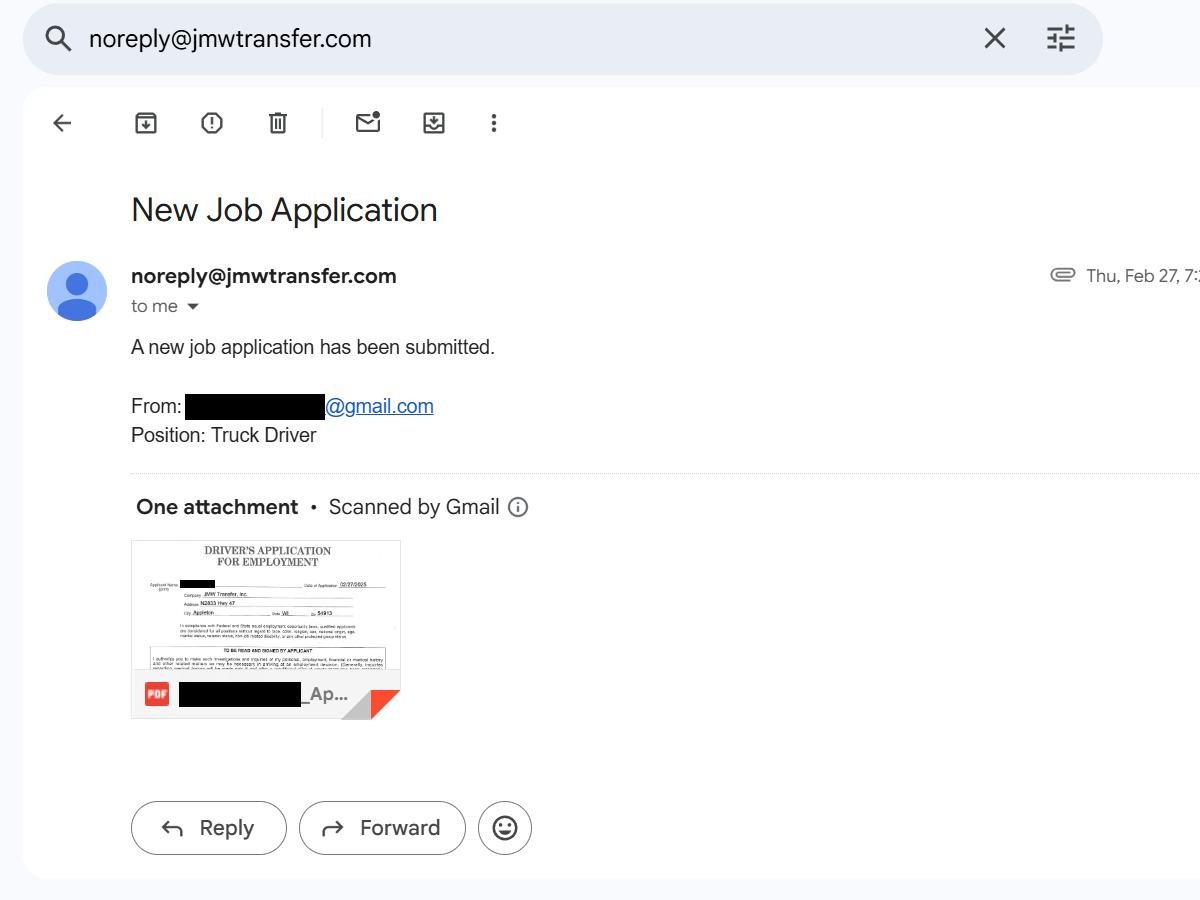 noreply@jmwtransfer.com
New Job Application
noreply@jmwtransfer.com
Thu, Feb 27, 7:2
to me
A new job application has been submitted.
From: @gmail.com
Position: Truck Driver
One attachment • Scanned by Gmail
DRIVER'S APPLICATION
FOR EMPLOYMENT
Applicant Name Date of Application 02/27/2025
(print)
Company JMW Transfer, Inc.
Address N2833 Hwy 47
City Appleton State WI Zip 54913
In compliance with Federal and State equal employment opportunity laws, qualified applicants
are considered for all positions without regard to race, color, religion, sex, national origin, age,
marital status, veteran status, non-job related disability, or any other protected group status.
TO BE READ AND SIGNED BY APPLICANT
I authorize you to make such investigations and inquiries of my personal, employment, financial or medical history
and other related matters as may be necessary in arriving at an employment decision. (Generally, inquiries
PDF _Ap...
Reply
Forward